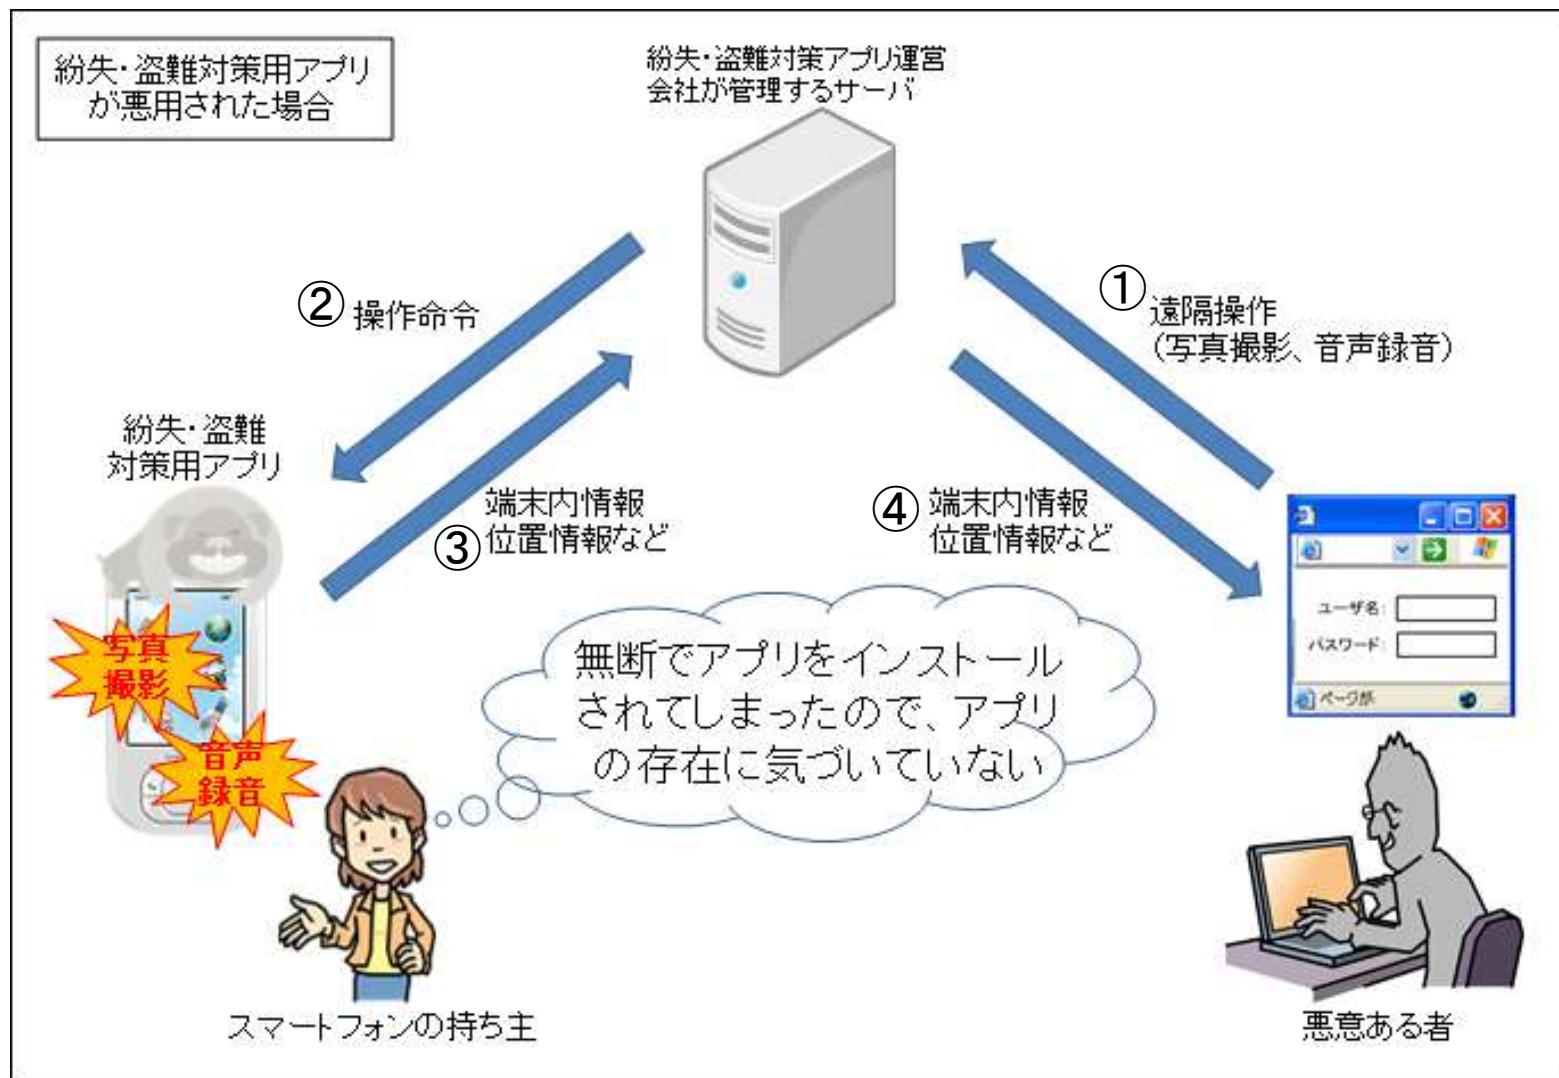 紛失・盗難対策用アプリ
が悪用された場合
紛失・盗難対策アプリ運営
会社が管理するサーバ
①
遠隔操作
（写真撮影、音声録音）
②
操作命令
紛失・盗難
対策用アプリ
③
端末内情報
位置情報など
④
端末内情報
位置情報など
写真
撮影
音声
録音
無断でアプリをインストール
されてしまったので、アプリ
の存在に気づいていない
ユーザ名:
パスワード:
ページが
スマートフォンの持ち主
悪意ある者